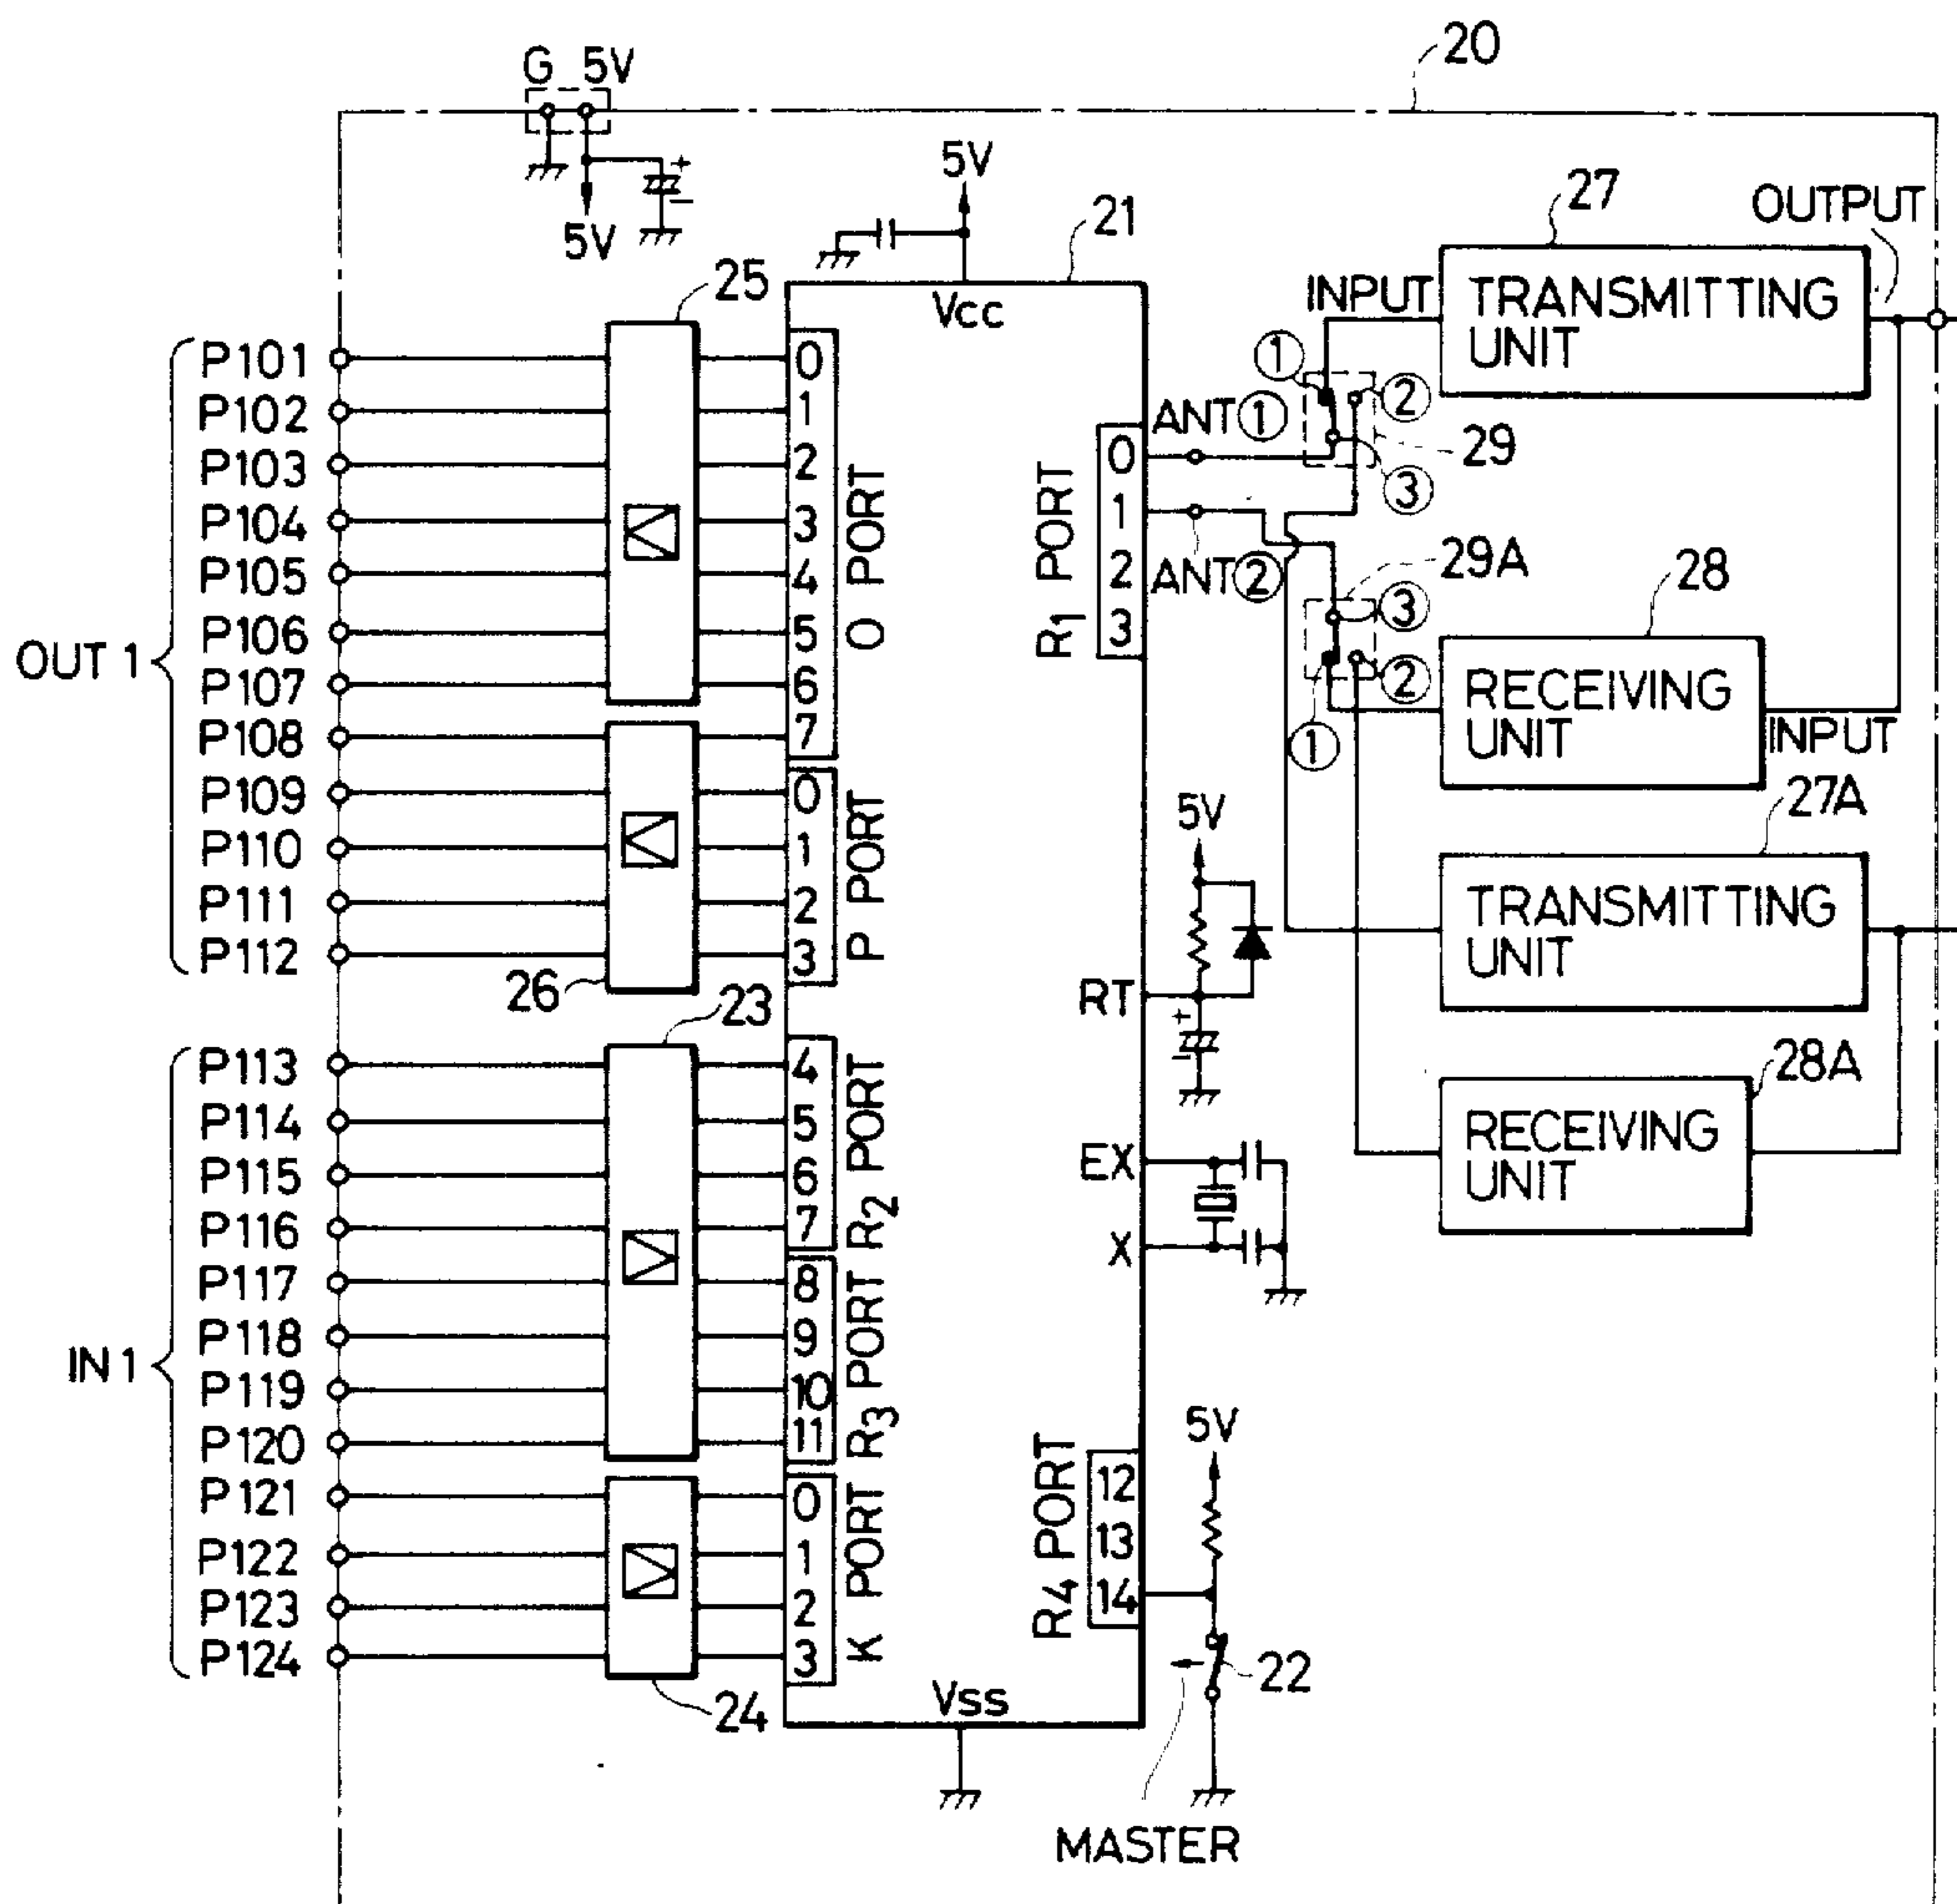 20
G 5V
5V
5V
21
25
Vcc
27
OUTPUT
INPUT
TRANSMITTING
UNIT
OUT 1
P101
P102
P103
P104
P105
P106
P107
P108
P109
P110
P111
P112
0
1
2
3
4
5
6
7
O PORT
0
1
2
3
P PORT
26
ANT①
ANT②
0
1
2
3
R1 PORT
①
②
③
29
29A
③
②
①
28
RECEIVING
UNIT
INPUT
27A
TRANSMITTING
UNIT
28A
RECEIVING
UNIT
5V
RT
EX
X
23
IN 1
P113
P114
P115
P116
P117
P118
P119
P120
P121
P122
P123
P124
4
5
6
7
R2 PORT
8
9
10
11
R3 PORT
0
1
2
3
K PORT
24
Vss
5V
12
13
14
R4 PORT
22
MASTER